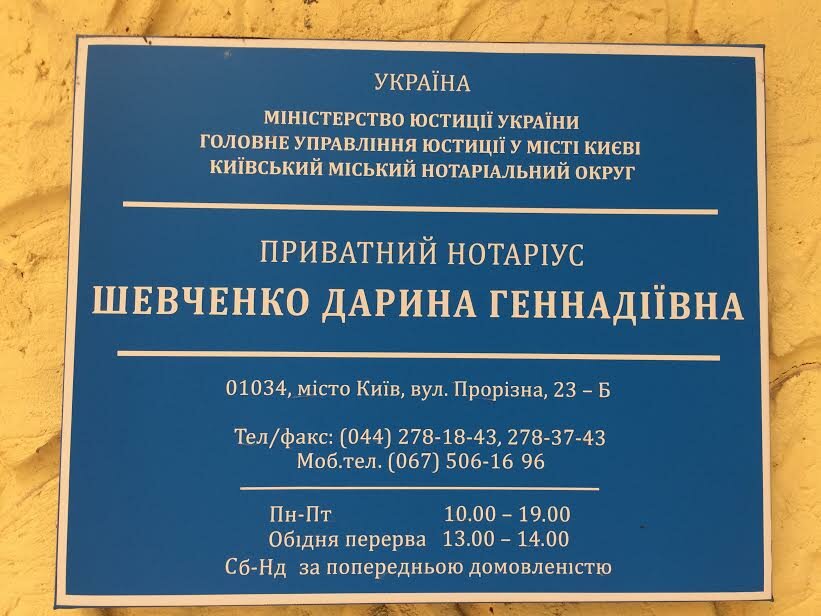 УКРАЇНА
МІНІСТЕРСТВО ЮСТИЦІЇ УКРАЇНИ
ГОЛОВНЕ УПРАВЛІННЯ ЮСТИЦІЇ У МІСТІ КИЄВІ
КИЇВСЬКИЙ МІСЬКИЙ НОТАРІАЛЬНИЙ ОКРУГ
ПРИВАТНИЙ НОТАРІУС
ШЕВЧЕНКО ДАРИНА ГЕННАДІЇВНА
01034, місто Київ, вул. Прорізна, 23 – Б
Тел/факс: (044) 278-18-43, 278-37-43
Моб.тел. (067) 506-16 96
Пн-Пт 10.00 – 19.00
Обідня перерва 13.00 – 14.00
Сб-Нд за попередньою домовленістю